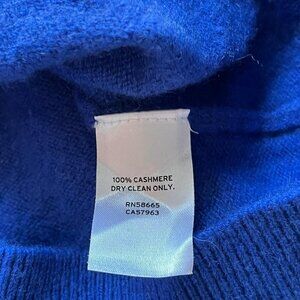 100% CASHMERE
DRY CLEAN ONLY.
RN58665
CA57963